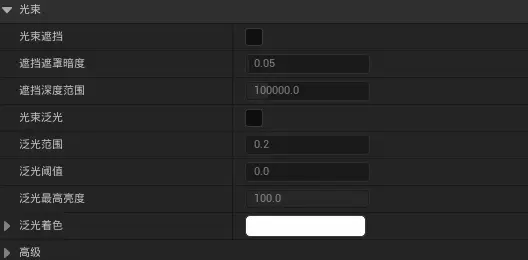 光束
光束遮挡
遮挡遮罩暗度 0.05
遮挡深度范围 100000.0
光束泛光
泛光范围 0.2
泛光阈值 0.0
泛光最高亮度 100.0
泛光着色
高级